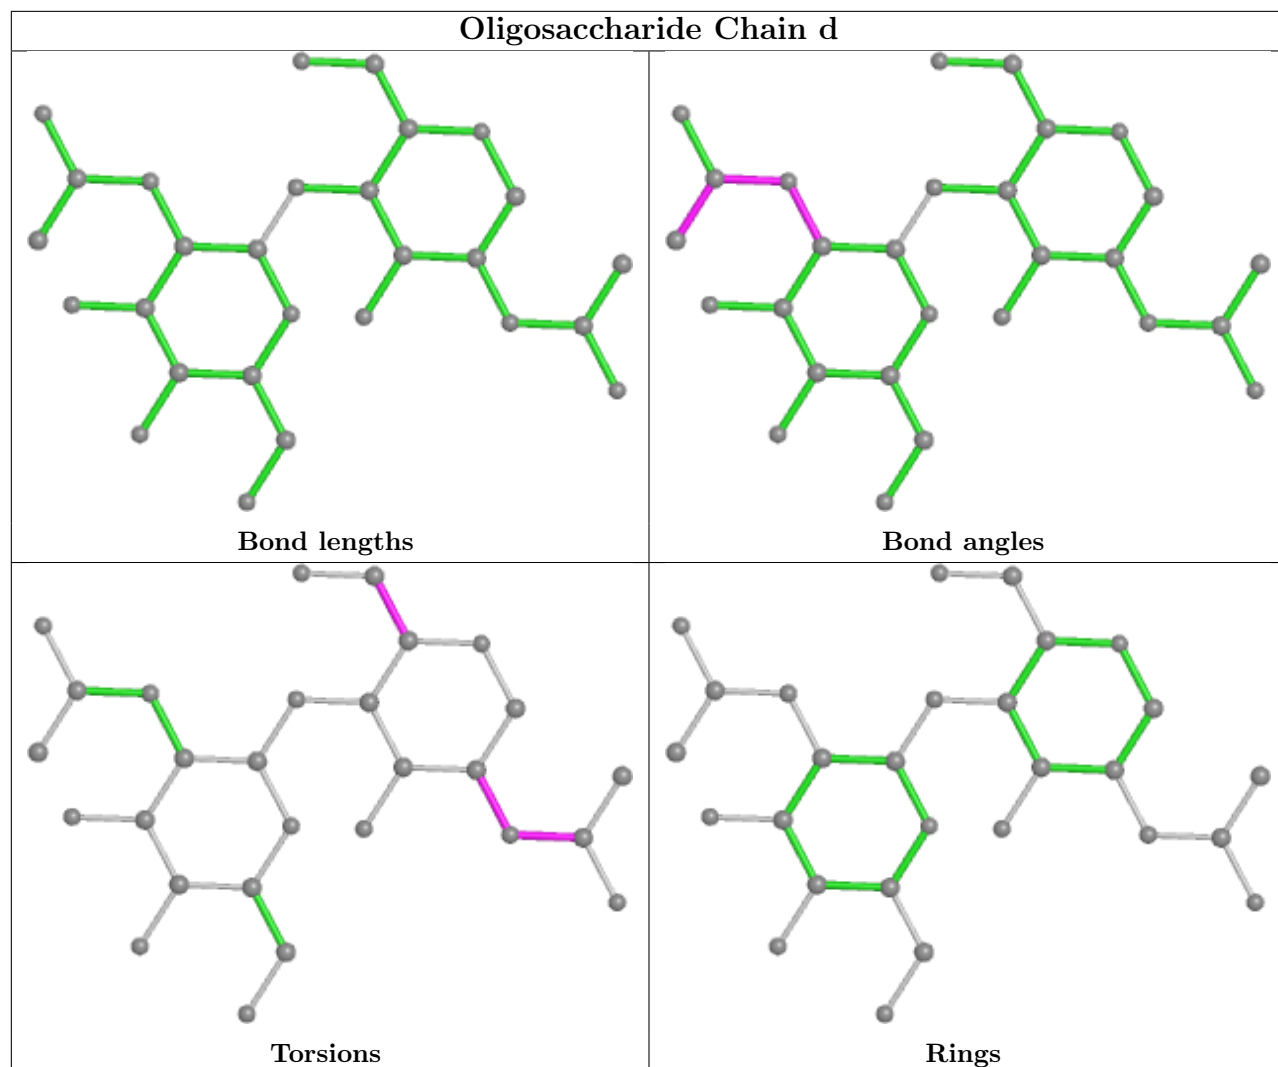 Oligosaccharide Chain d
Bond lengths
Bond angles
Torsions
Rings